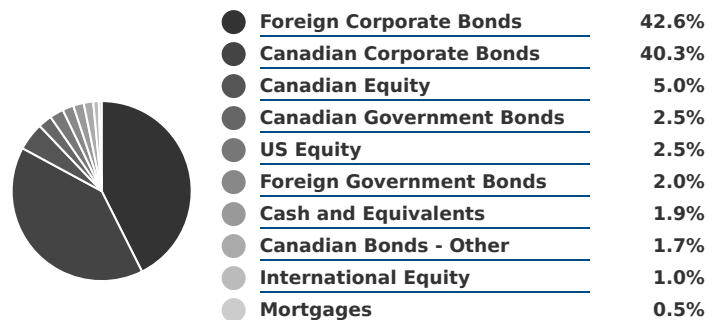 Foreign Corporate Bonds 42.6%
Canadian Corporate Bonds 40.3%
Canadian Equity 5.0%
Canadian Government Bonds 2.5%
US Equity 2.5%
Foreign Government Bonds 2.0%
Cash and Equivalents 1.9%
Canadian Bonds - Other 1.7%
International Equity 1.0%
Mortgages 0.5%